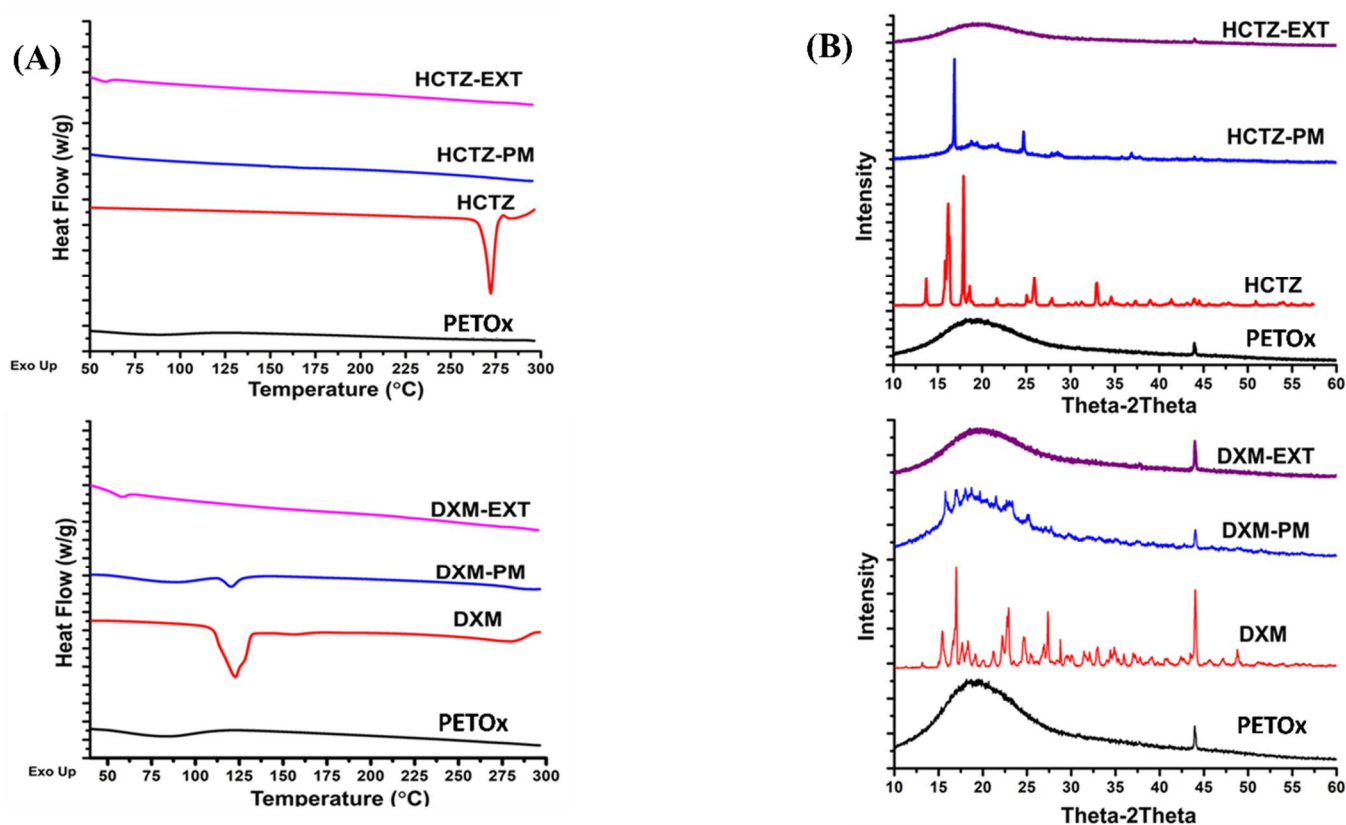 (A)
HCTZ-EXT
HCTZ-PM
HCTZ
PETOx
Heat Flow (w/g)
Exo Up
50 75 100 125 150 175 200 225 250 275 300
Temperature (°C)
(B)
HCTZ-EXT
HCTZ-PM
HCTZ
PETOx
Intensity
10 15 20 25 30 35 40 45 50 55 60
Theta-2Theta
DXM-EXT
DXM-PM
DXM
PETOx
Heat Flow (w/g)
Exo Up
50 75 100 125 150 175 200 225 250 275 300
Temperature (°C)
DXM-EXT
DXM-PM
DXM
PETOx
Intensity
10 15 20 25 30 35 40 45 50 55 60
Theta-2Theta